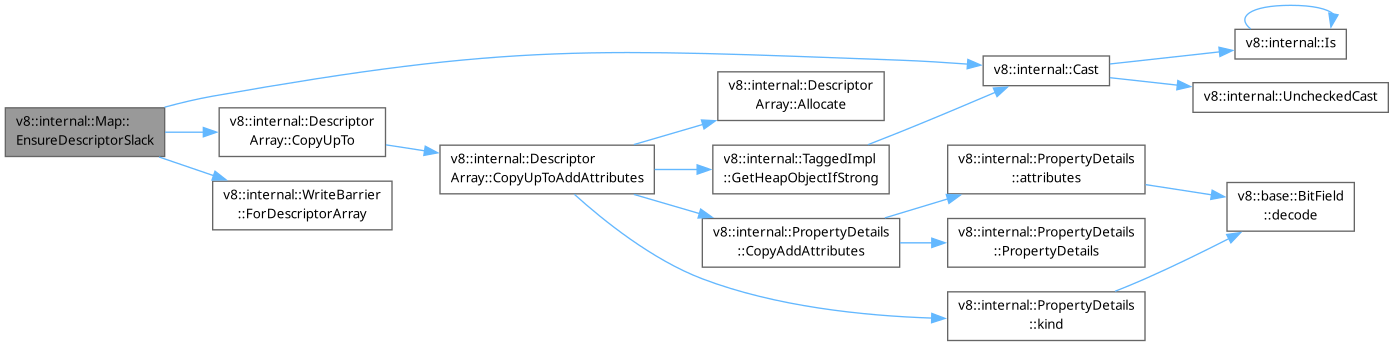 v8::internal::Map::
EnsureDescriptorSlack
v8::internal::Descriptor
Array::CopyUpTo
v8::internal::WriteBarrier
::ForDescriptorArray
v8::internal::Descriptor
Array::CopyUpToAddAttributes
v8::internal::Descriptor
Array::Allocate
v8::internal::TaggedImpl
::GetHeapObjectIfStrong
v8::internal::PropertyDetails
::CopyAddAttributes
v8::internal::Cast
v8::internal::PropertyDetails
::attributes
v8::internal::PropertyDetails
::PropertyDetails
v8::internal::PropertyDetails
::kind
v8::internal::Is
v8::internal::UncheckedCast
v8::base::BitField
::decode